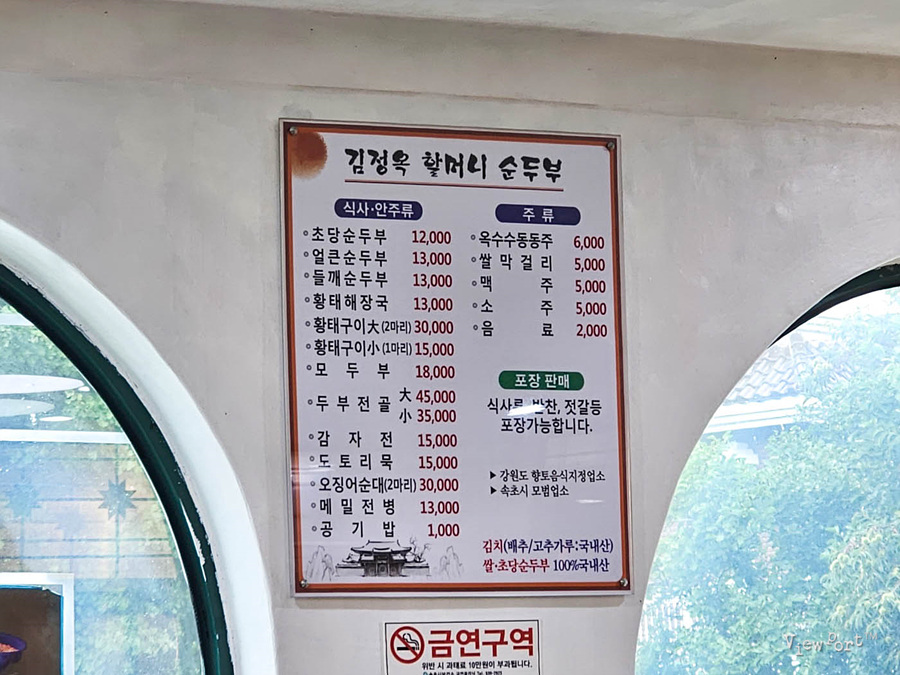 김정옥 할머니 순두부
식사·안주류
초당순두부 12,000
얼큰순두부 13,000
들깨순두부 13,000
황태해장국 13,000
황태구이大(2마리) 30,000
황태구이小(1마리) 15,000
모두부 18,000
두부전골 大 45,000
小 35,000
감자전 15,000
도토리묵 15,000
오징어순대(2마리) 30,000
메밀전병 13,000
공기밥 1,000
주류
옥수수동동주 6,000
쌀막걸리 5,000
맥주 5,000
소주 5,000
음료 2,000
포장 판매
식사류, 반찬, 젓갈등
포장가능합니다.
▶강원도 향토음식지정업소
▶속초시 모범업소
김치(배추/고추가루:국내산)
쌀·초당순두부 100%국내산
금연구역
위반 시 과태료 10만원이 부과됩니다.
Viewport